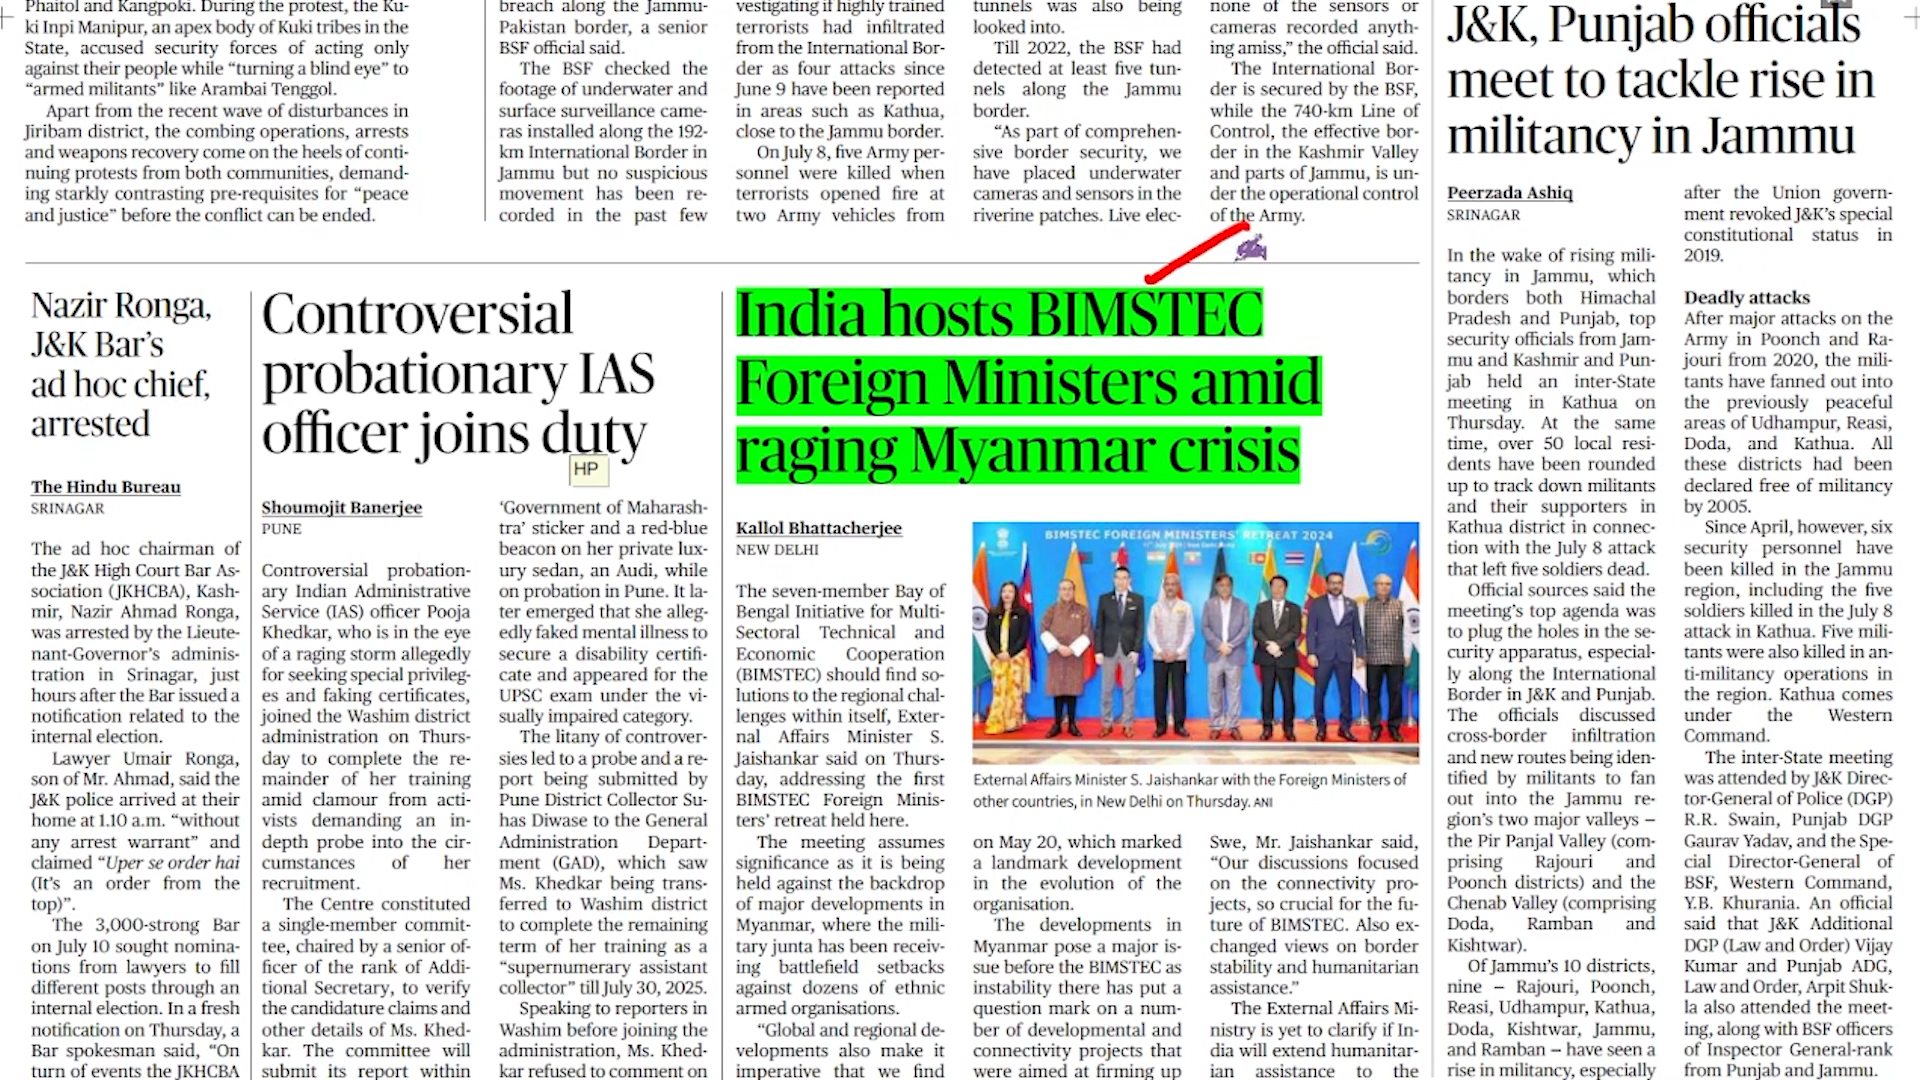 Phaitol and Kangpoki. During the protest, the Ku-
ki Inpi Manipur, an apex body of Kuki tribes in the
State, accused security forces of acting only
against their people while “turning a blind eye” to
“armed militants” like Arambai Tenggol.
Apart from the recent wave of disturbances in
Jiribam district, the combing operations, arrests
and weapons recovery come on the heels of conti-
nuing protests from both communities, demand-
ing starkly contrasting pre-requisites for “peace
and justice” before the conflict can be ended.
breach along the Jammu-
Pakistan border, a senior
BSF official said.
The BSF checked the
footage of underwater and
surface surveillance came-
ras installed along the 192-
km International Border in
Jammu but no suspicious
movement has been re-
corded in the past few
vestigating if highly trained
terrorists had infiltrated
from the International Bor-
der as four attacks since
June 9 have been reported
in areas such as Kathua,
close to the Jammu border.
On July 8, five Army per-
sonnel were killed when
terrorists opened fire at
two Army vehicles from
tunnels was also being
looked into.
Till 2022, the BSF had
detected at least five tun-
nels along the Jammu
border.
“As part of comprehen-
sive border security, we
have placed underwater
cameras and sensors in the
riverine patches. Live elec-
none of the sensors or
cameras recorded anyth-
ing amiss,” the official said.
The International Bor-
der is secured by the BSF,
while the 740-km Line of
Control, the effective bor-
der in the Kashmir Valley
and parts of Jammu, is un-
der the operational control
of the Army.
Nazir Ronga,
J&K Bar’s
ad hoc chief,
arrested
The Hindu Bureau
SRINAGAR
The ad hoc chairman of
the J&K High Court Bar As-
sociation (JKHCBA), Kash-
mir, Nazir Ahmad Ronga,
was arrested by the Lieute-
nant-Governor’s adminis-
tration in Srinagar, just
hours after the Bar issued a
notification related to the
internal election.
Lawyer Umair Ronga,
son of Mr. Ahmad, said the
J&K police arrived at their
home at 1.10 a.m. “without
any arrest warrant” and
claimed “Uper se order hai
(It’s an order from the
top)”.
The 3,000-strong Bar
on July 10 sought nomina-
tions from lawyers to fill
different posts through an
internal election. In a fresh
notification on Thursday, a
Bar spokesman said, “On
turn of events the JKHCBA
Controversial
probationary IAS
officer joins duty
HP
Shoumojit Banerjee
PUNE
Controversial probation-
ary Indian Administrative
Service (IAS) officer Pooja
Khedkar, who is in the eye
of a raging storm allegedly
for seeking special privileg-
es and faking certificates,
joined the Washim district
administration on Thurs-
day to complete the re-
mainder of her training
amid clamour from acti-
vists demanding an in-
depth probe into the cir-
cumstances of her
recruitment.
The Centre constituted
a single-member commit-
tee, chaired by a senior of-
ficer of the rank of Addi-
tional Secretary, to verify
the candidature claims and
other details of Ms. Khed-
kar. The committee will
submit its report within
‘Government of Maharash-
tra’ sticker and a red-blue
beacon on her private lux-
ury sedan, an Audi, while
on probation in Pune. It la-
ter emerged that she alleg-
edly faked mental illness to
secure a disability certifi-
cate and appeared for the
UPSC exam under the vi-
sually impaired category.
The litany of controver-
sies led to a probe and a re-
port being submitted by
Pune District Collector Su-
has Diwase to the General
Administration Depart-
ment (GAD), which saw
Ms. Khedkar being trans-
ferred to Washim district
to complete the remaining
term of her training as a
“supernumerary assistant
collector” till July 30, 2025.
Speaking to reporters in
Washim before joining the
administration, Ms. Khed-
kar refused to comment on
India hosts BIMSTEC
Foreign Ministers amid
raging Myanmar crisis
Kallol Bhattacherjee
NEW DELHI
The seven-member Bay of
Bengal Initiative for Multi-
Sectoral Technical and
Economic Cooperation
(BIMSTEC) should find so-
lutions to the regional chal-
lenges within itself, Exter-
nal Affairs Minister S.
Jaishankar said on Thurs-
day, addressing the first
BIMSTEC Foreign Minis-
ters’ retreat held here.
The meeting assumes
significance as it is being
held against the backdrop
of major developments in
Myanmar, where the mili-
tary junta has been receiv-
ing battlefield setbacks
against dozens of ethnic
armed organisations.
“Global and regional de-
velopments also make it
imperative that we find
BIMSTEC FOREIGN MINISTERS’ RETREAT 2024
External Affairs Minister S. Jaishankar with the Foreign Ministers of
other countries, in New Delhi on Thursday. ANI
on May 20, which marked
a landmark development
in the evolution of the
organisation.
The developments in
Myanmar pose a major is-
sue before the BIMSTEC as
instability there has put a
question mark on a num-
ber of developmental and
connectivity projects that
were aimed at firming up
Swe, Mr. Jaishankar said,
“Our discussions focused
on the connectivity pro-
jects, so crucial for the fu-
ture of BIMSTEC. Also ex-
changed views on border
stability and humanitarian
assistance.”
The External Affairs Mi-
nistry is yet to clarify if In-
dia will extend humanitar-
ian assistance to the
J&K, Punjab officials
meet to tackle rise in
militancy in Jammu
Peerzada Ashiq
SRINAGAR
In the wake of rising mili-
tancy in Jammu, which
borders both Himachal
Pradesh and Punjab, top
security officials from Jam-
mu and Kashmir and Pun-
jab held an inter-State
meeting in Kathua on
Thursday. At the same
time, over 50 local resi-
dents have been rounded
up to track down militants
and their supporters in
Kathua district in connec-
tion with the July 8 attack
that left five soldiers dead.
Official sources said the
meeting’s top agenda was
to plug the holes in the se-
curity apparatus, especial-
ly along the International
Border in J&K and Punjab.
The officials discussed
cross-border infiltration
and new routes being iden-
tified by militants to fan
out into the Jammu re-
gion’s two major valleys –
the Pir Panjal Valley (com-
prising Rajouri and
Poonch districts) and the
Chenab Valley (comprising
Doda, Ramban and
Kishtwar).
Of Jammu’s 10 districts,
nine – Rajouri, Poonch,
Reasi, Udhampur, Kathua,
Doda, Kishtwar, Jammu,
and Ramban – have seen a
rise in militancy, especially
after the Union govern-
ment revoked J&K’s special
constitutional status in
2019.
Deadly attacks
After major attacks on the
Army in Poonch and Ra-
jouri from 2020, the mili-
tants have fanned out into
the previously peaceful
areas of Udhampur, Reasi,
Doda, and Kathua. All
these districts had been
declared free of militancy
by 2005.
Since April, however, six
security personnel have
been killed in the Jammu
region, including the five
soldiers killed in the July 8
attack in Kathua. Five mili-
tants were also killed in an-
ti-militancy operations in
the region. Kathua comes
under the Western
Command.
The inter-State meeting
was attended by J&K Direc-
tor-General of Police (DGP)
R.R. Swain, Punjab DGP
Gaurav Yadav, and the Spe-
cial Director-General of
BSF, Western Command,
Y.B. Khurania. An official
said that J&K Additional
DGP (Law and Order) Vijay
Kumar and Punjab ADG,
Law and Order, Arpit Shuk-
la also attended the meet-
ing, along with BSF officers
of Inspector General-rank
from Punjab and Jammu.